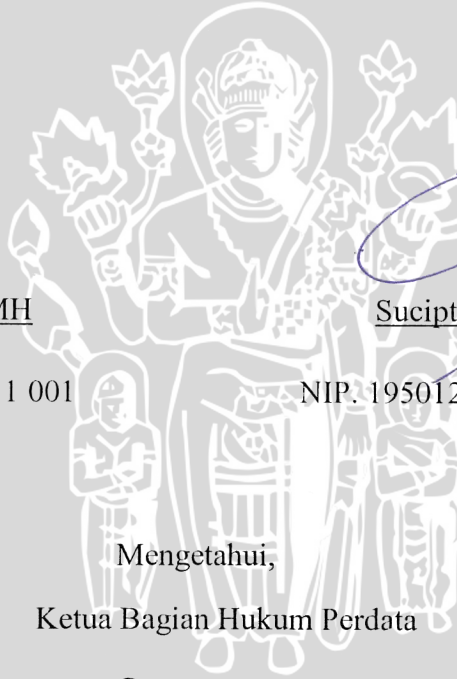 MH Sucipt
1 001 NIP. 195012
Mengetahui,
Ketua Bagian Hukum Perdata